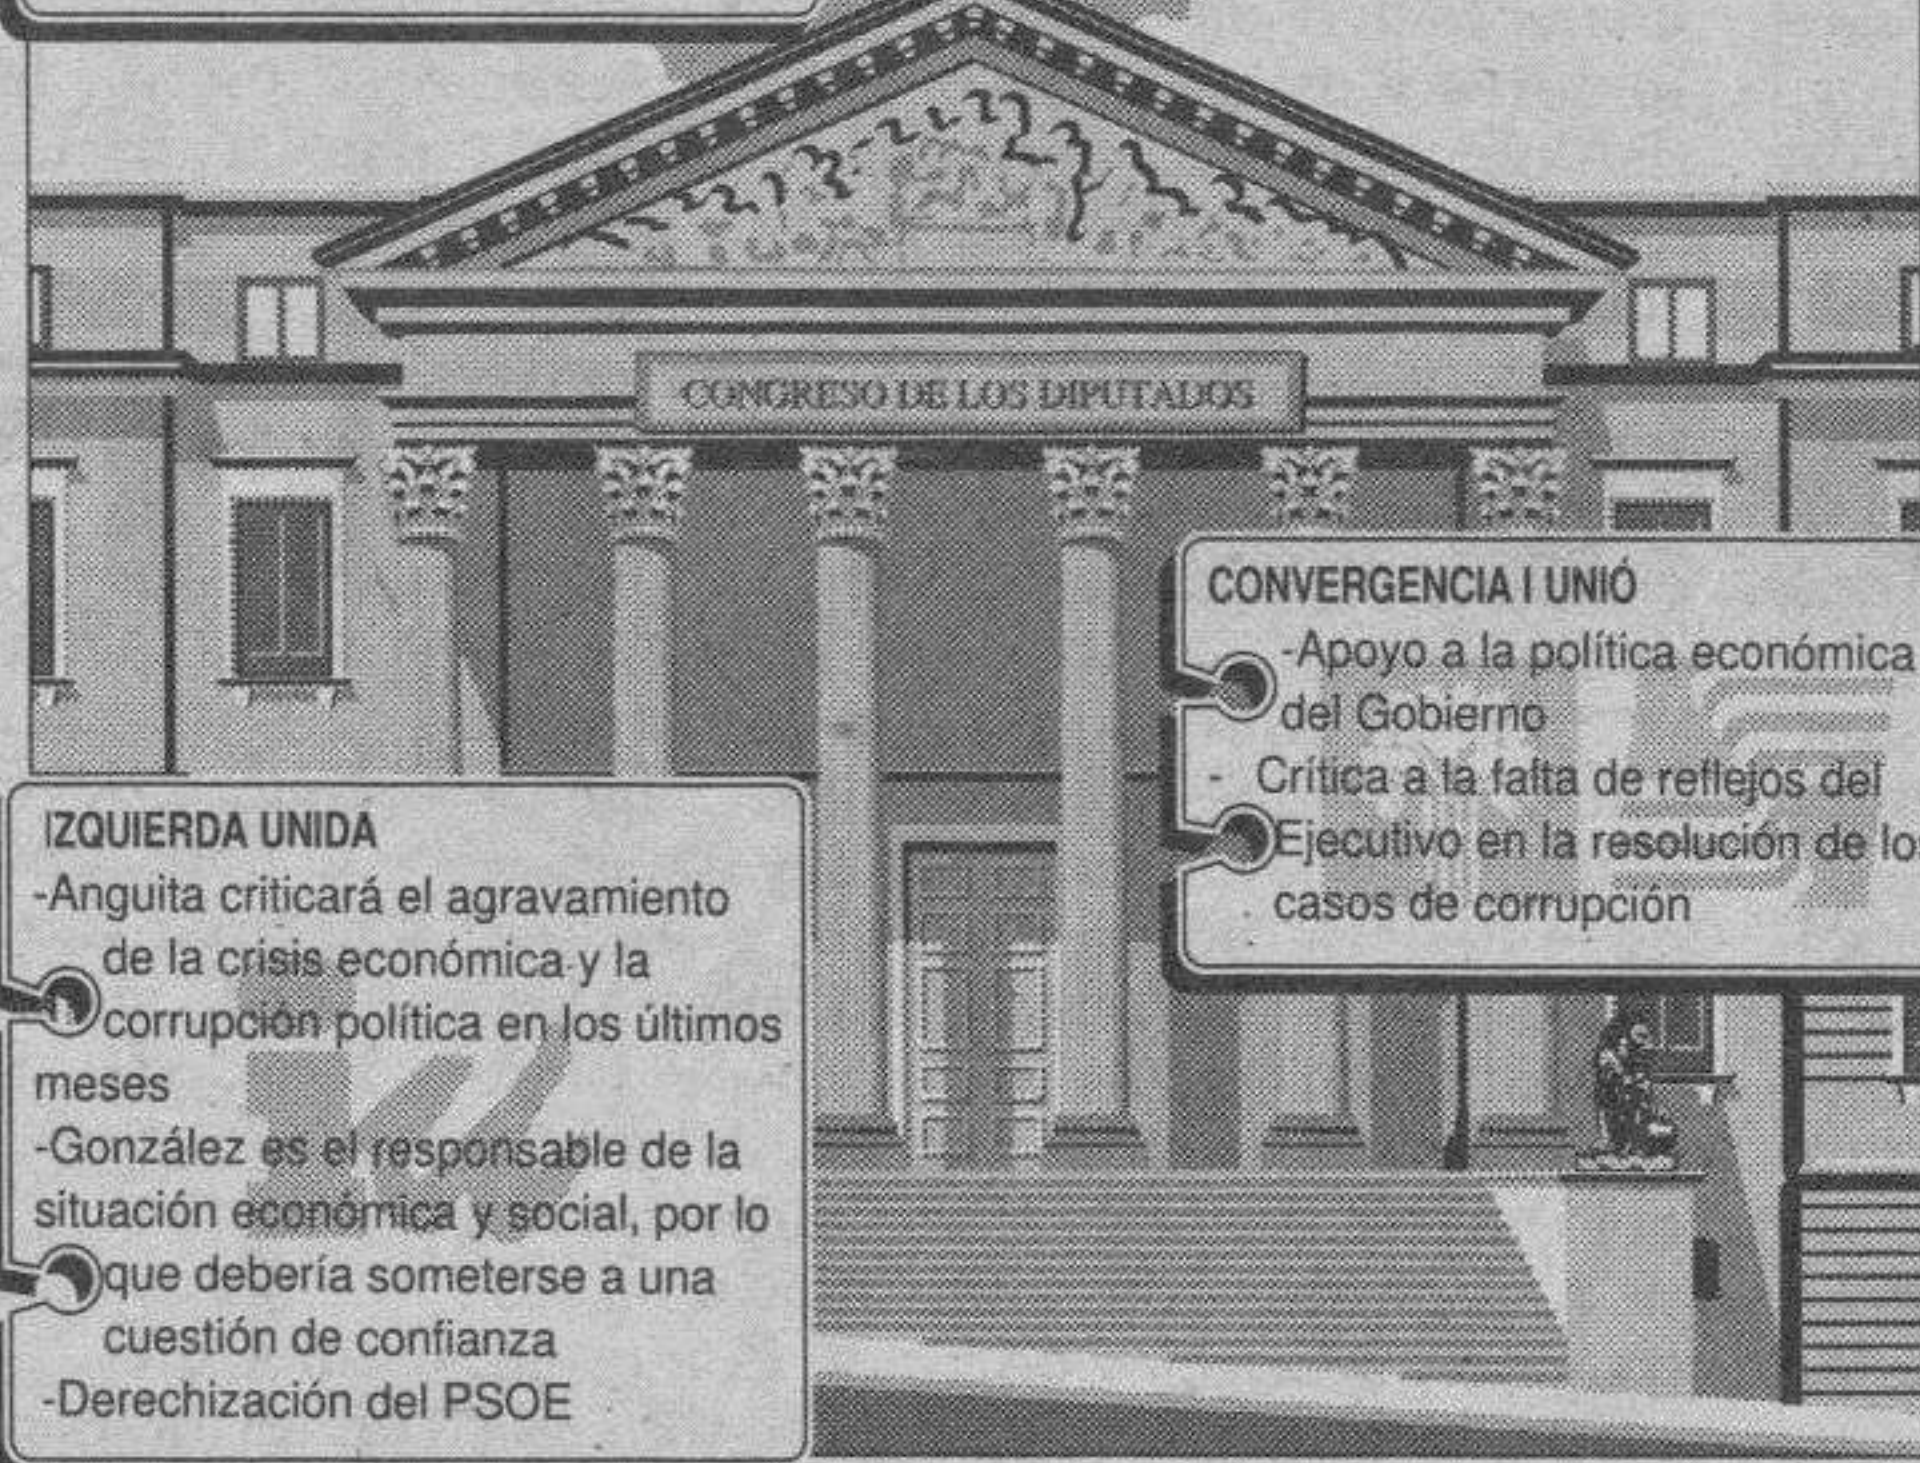 CONGRESO DE LOS DIPUTADOS
CONVERGENCIA I UNIÓ
-Apoyo a la política económica
del Gobierno
- Crítica a la falta de reflejos del
Ejecutivo en la resolución de los
casos de corrupción
IZQUIERDA UNIDA
-Anguita criticará el agravamiento
de la crisis económica y la
corrupción política en los últimos
meses
-González es el responsable de la
situación económica y social, por lo
que debería someterse a una
cuestión de confianza
-Derechización del PSOE